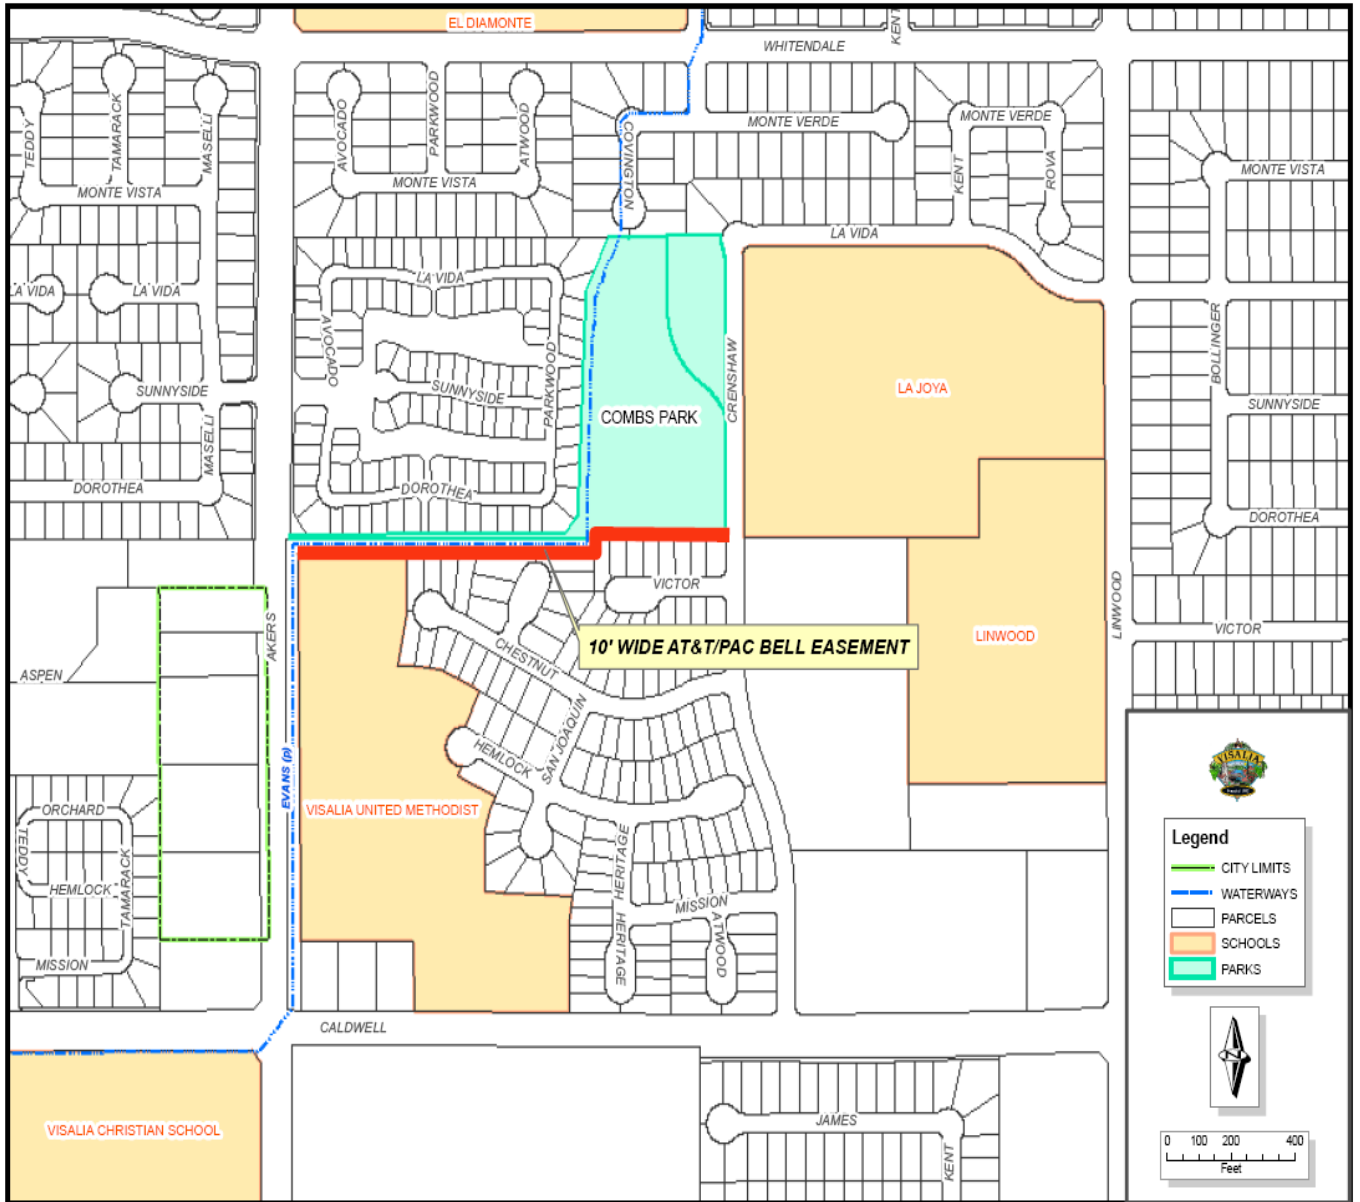 EL DIAMONTE
WHITENDALE
KENT
TEDDY
TAMARACK
MASELLI
AVOCADO
PARKWOOD
ATWOOD
COVINGTON
MONTE VERDE
MONTE VERDE
KENT
ROVA
MONTE VISTA
MONTE VISTA
MONTE VISTA
LA VIDA
LA VIDA
LA VIDA
LA VIDA
AVOCADO
SUNNYSIDE
SUNNYSIDE
PARKWOOD
COMBS PARK
CRENSHAW
LA JOYA
BOLLINGER
SUNNYSIDE
MASELLI
DOROTHEA
DOROTHEA
DOROTHEA
VICTOR
AKERS
10' WIDE AT&T/PAC BELL EASEMENT
LINWOOD
LINWOOD
VICTOR
ASPEN
CHESTNUT
SAN JOAQUIN
HEMLOCK
EVANS (p)
VISALIA UNITED METHODIST
ORCHARD
TEDDY
HEMLOCK
TAMARACK
MISSION
HERITAGE
HERITAGE
MISSION
ATWOOD
CALDWELL
VISALIA CHRISTIAN SCHOOL
JAMES
KENT
VISALIA
Legend
CITY LIMITS
WATERWAYS
PARCELS
SCHOOLS
PARKS
N
0 100 200 400
Feet